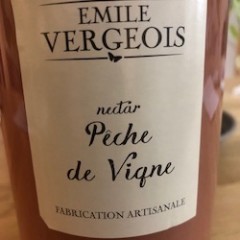 EMILE
VERGEOIS
nectar
Pêche
de Vigne
FABRICATION ARTISANALE